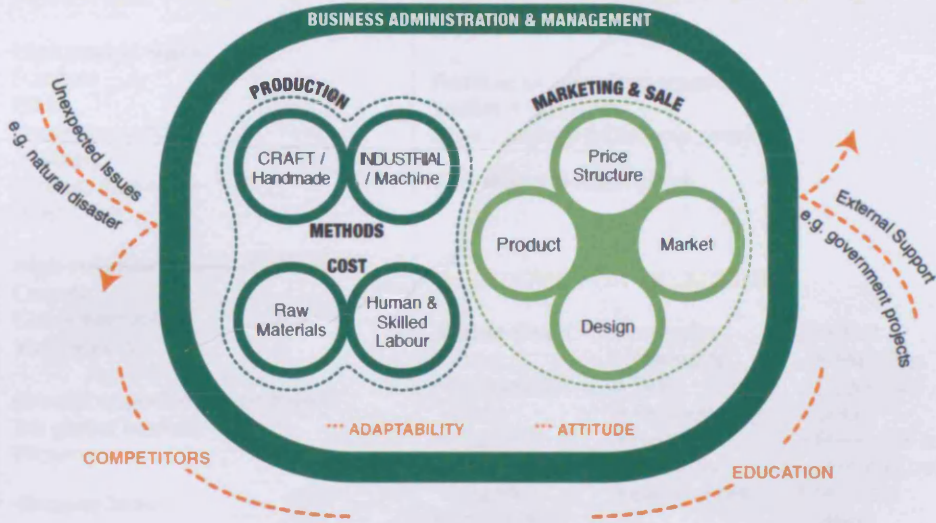 BUSINESS ADMINISTRATION & MANAGEMENT
PRODUCTION
CRAFT /
Handmade
INDUSTRIAL
/ Machine
METHODS
COST
Raw
Materials
Human &
Skilled
Labour
MARKETING & SALE
Price
Structure
Product
Market
Design
Unexpected Issues
e.g. natural disaster
External Support
e.g. government projects
*** ADAPTABILITY
*** ATTITUDE
COMPETITORS
EDUCATION